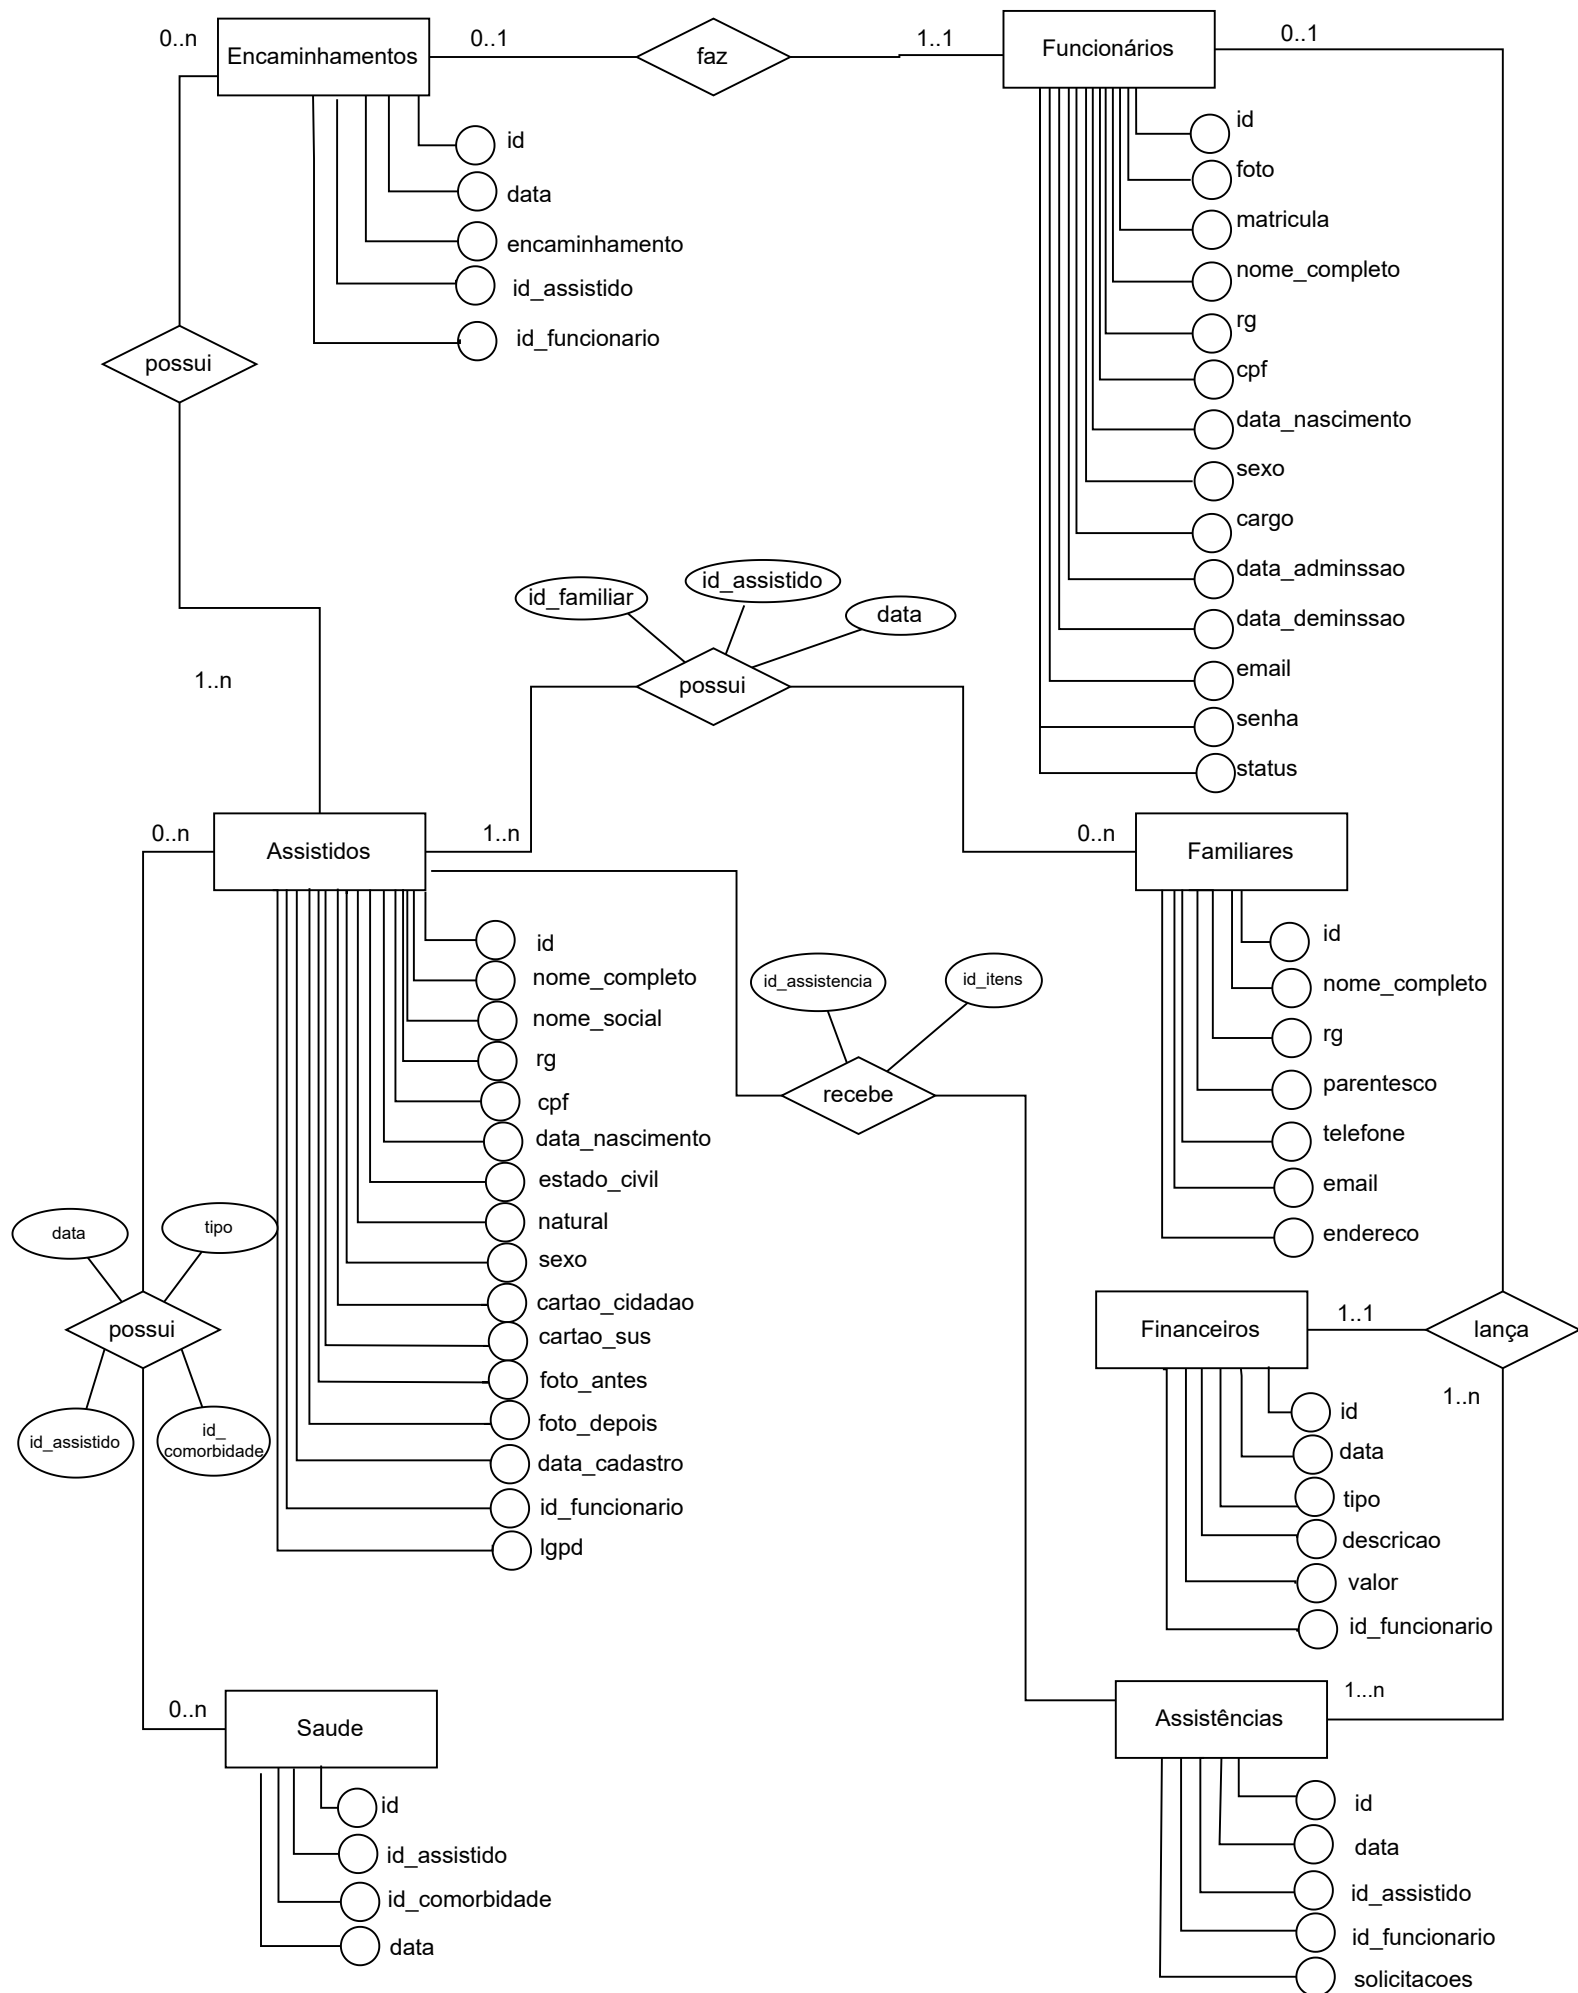 0..n
Encaminhamentos
0..1
faz
1..1
Funcionários
0..1
id
data
encaminhamento
id_assistido
id_funcionario
id
foto
matricula
nome_completo
rg
cpf
data_nascimento
sexo
cargo
data_adminssao
data_deminssao
email
senha
status
possui
1..n
id_familiar
id_assistido
data
possui
0..n
Assistidos
1..n
0..n
Familiares
id
nome_completo
nome_social
rg
cpf
data_nascimento
estado_civil
natural
sexo
cartao_cidadao
cartao_sus
foto_antes
foto_depois
data_cadastro
id_funcionario
lgpd
id_assistencia
id_itens
recebe
id
nome_completo
rg
parentesco
telefone
email
endereco
data
tipo
possui
id_assistido
id_
comorbidade
Financeiros
1..1
lança
1..n
id
data
tipo
descricao
valor
id_funcionario
0..n
Saude
id
id_assistido
id_comorbidade
data
Assistências
1...n
id
data
id_assistido
id_funcionario
solicitacoes